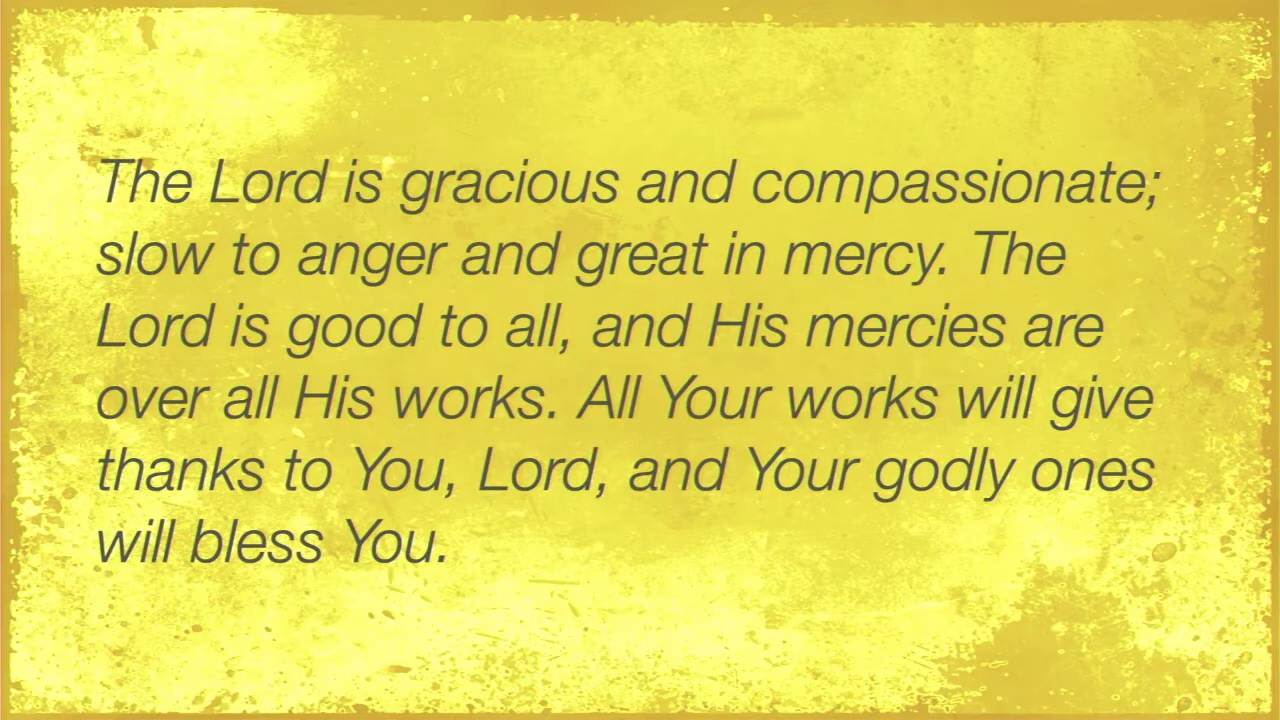 The Lord is gracious and compassionate;
slow to anger and great in mercy. The
Lord is good to all, and His mercies are
over all His works. All Your works will give
thanks to You, Lord, and Your godly ones
will bless You.